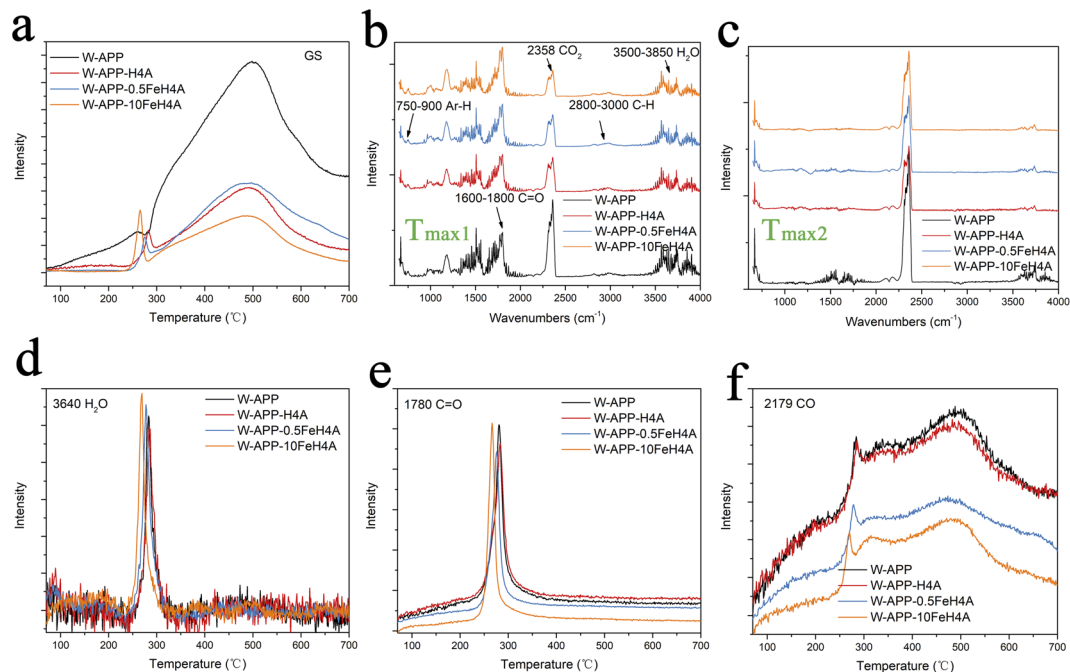 a
GS
W-APP
W-APP-H4A
W-APP-0.5FeH4A
W-APP-10FeH4A
Intensity
100 200 300 400 500 600 700
Temperature (℃)
b
2358 CO₂
3500-3850 H₂O
750-900 Ar-H
2800-3000 C-H
1600-1800 C=O
Tmax1
W-APP
W-APP-H4A
W-APP-0.5FeH4A
W-APP-10FeH4A
Intensity
1000 1500 2000 2500 3000 3500 4000
Wavenumbers (cm⁻¹)
c
Tmax2
W-APP
W-APP-H4A
W-APP-0.5FeH4A
W-APP-10FeH4A
Intensity
1000 1500 2000 2500 3000 3500 4000
Wavenumbers (cm⁻¹)
d
3640 H₂O
W-APP
W-APP-H4A
W-APP-0.5FeH4A
W-APP-10FeH4A
Intensity
100 200 300 400 500 600 700
Temperature (℃)
e
1780 C=O
W-APP
W-APP-H4A
W-APP-0.5FeH4A
W-APP-10FeH4A
Intensity
100 200 300 400 500 600 700
Temperature (℃)
f
2179 CO
W-APP
W-APP-H4A
W-APP-0.5FeH4A
W-APP-10FeH4A
Intensity
100 200 300 400 500 600 700
Temperature (℃)